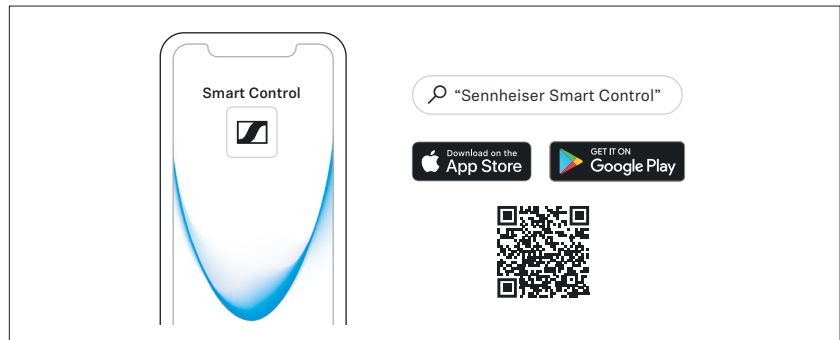 Smart Control
“Sennheiser Smart Control”
Download on the
App Store
GET IT ON
Google Play